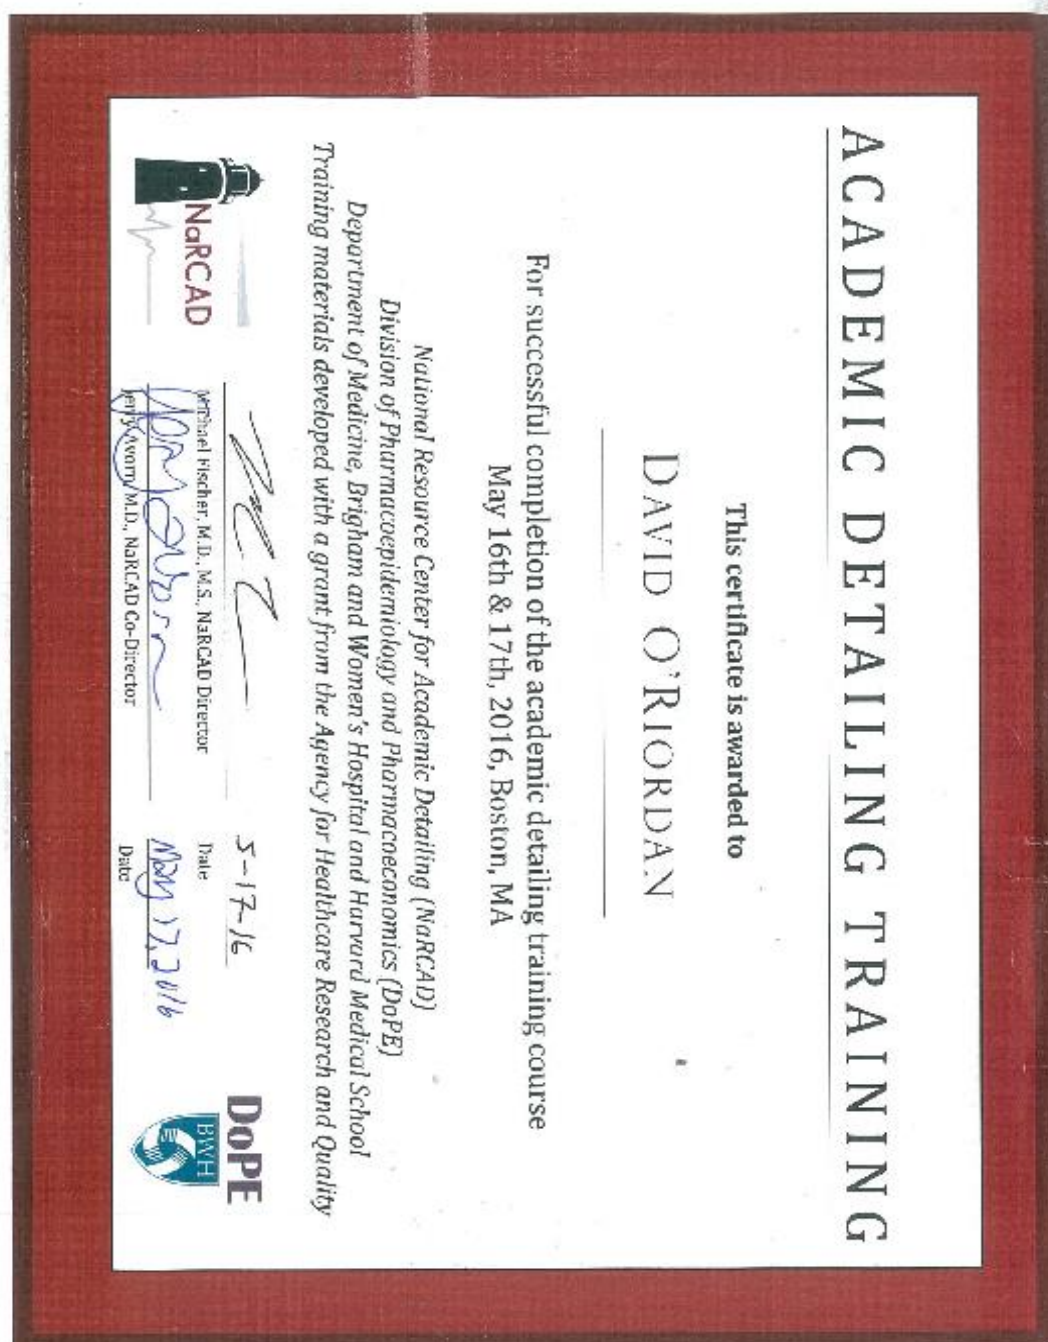 ACADEMIC DETAILING TRAINING
This certificate is awarded to
DAVID O'RIORDAN
For successful completion of the academic detailing training course
May 16th & 17th, 2016, Boston, MA
National Resource Center for Academic Detailing (NaRCAD)
Division of Pharmacoepidemiology and Pharmacoeconomics (DoPE)
Department of Medicine, Brigham and Women's Hospital and Harvard Medical School
Training materials developed with a grant from the Agency for Healthcare Research and Quality
NaRCAD
5-17-16
Michael Fischer, M.D., M.S., NaRCAD Director
Date
May 17, 2016
Jerry Avorn, M.D., NaRCAD Co-Director
Date
DoPE
BWH